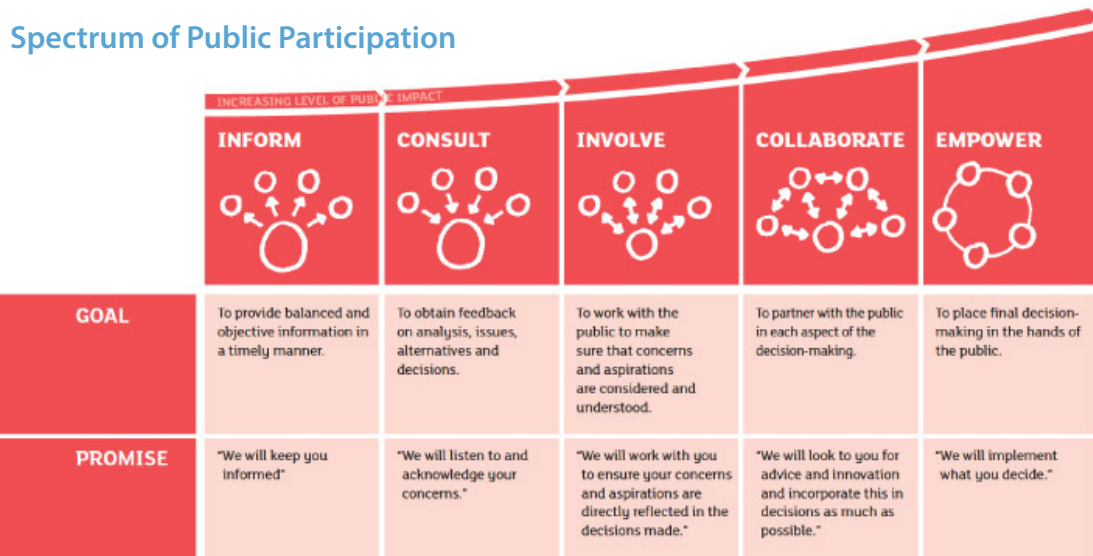 Spectrum of Public Participation
INCREASING LEVEL OF PUBLIC IMPACT
INFORM
CONSULT
INVOLVE
COLLABORATE
EMPOWER
GOAL
To provide balanced and
objective information in
a timely manner.
To obtain feedback
on analysis, issues,
alternatives and
decisions.
To work with the
public to make
sure that concerns
and aspirations
are considered and
understood.
To partner with the public
in each aspect of the
decision-making.
To place final decision-
making in the hands of
the public.
PROMISE
"We will keep you
informed"
"We will listen to and
acknowledge your
concerns."
"We will work with you
to ensure your concerns
and aspirations are
directly reflected in the
decisions made."
"We will look to you for
advice and innovation
and incorporate this in
decisions as much as
possible."
"We will implement
what you decide."